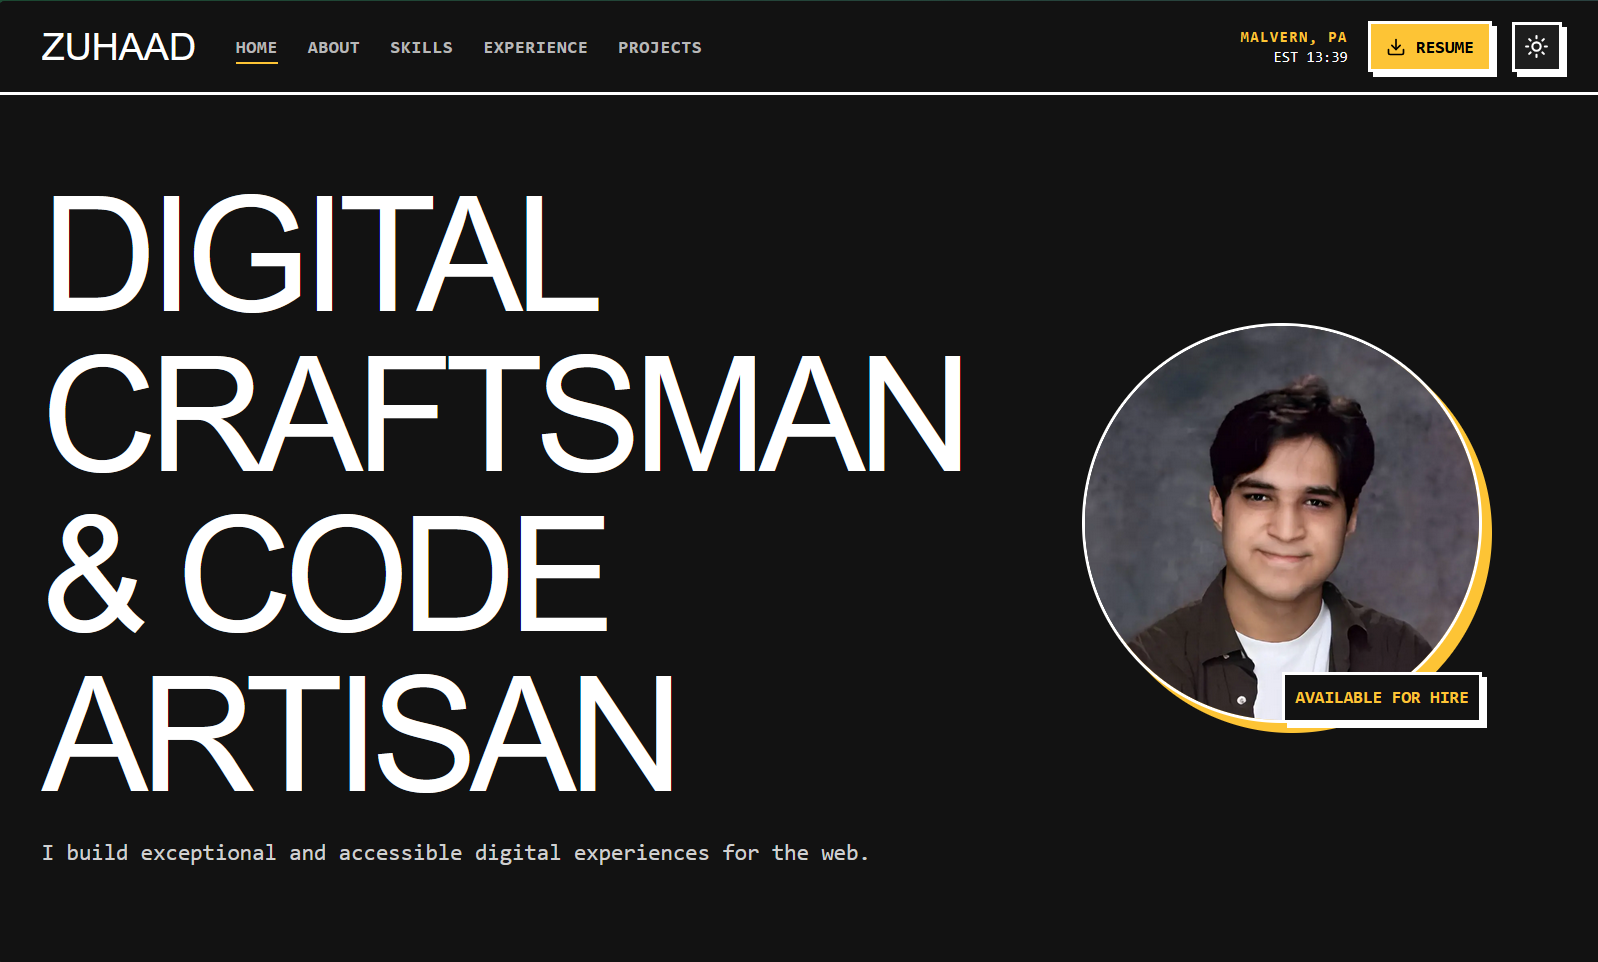 ZUHAAD
HOME ABOUT SKILLS EXPERIENCE PROJECTS
MALVERN, PA
EST 13:39
RESUME
DIGITAL
CRAFTSMAN
& CODE
ARTISAN
AVAILABLE FOR HIRE
I build exceptional and accessible digital experiences for the web.